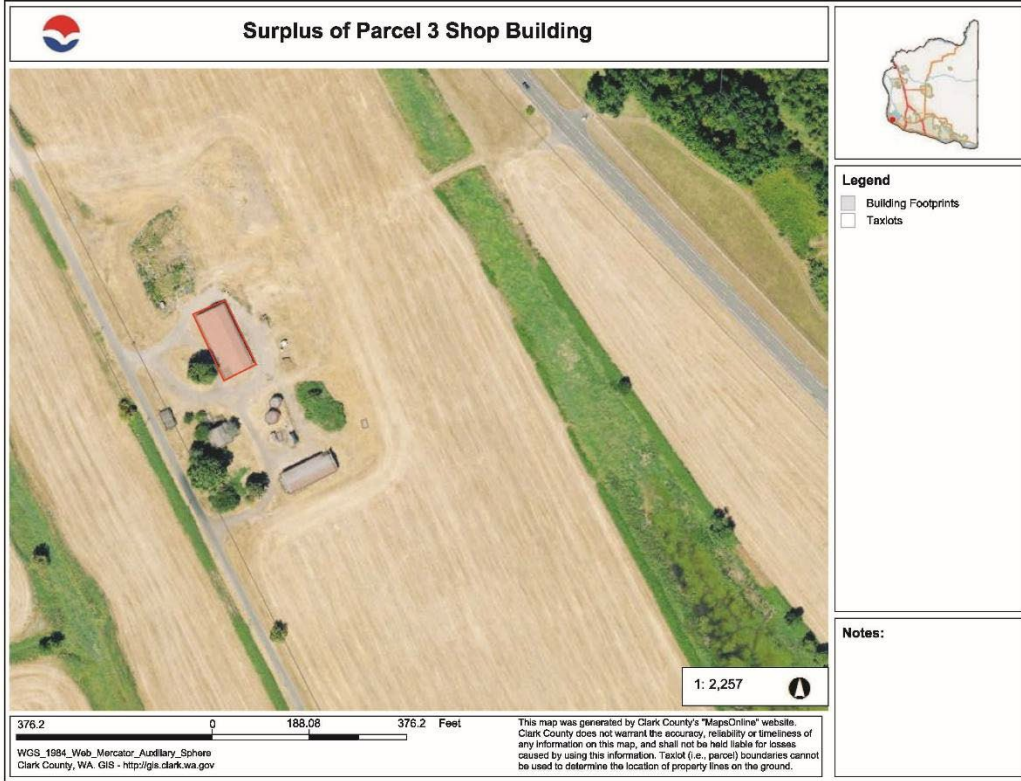 Surplus of Parcel 3 Shop Building
Legend
Building Footprints
Taxlots
Notes:
1: 2,257
376.2 0 188.08 376.2 Feet
WGS_1984_Web_Mercator_Auxiliary_Sphere
Clark County, WA. GIS - http://gis.clark.wa.gov
This map was generated by Clark County's "MapsOnline" website.
Clark County does not warrant the accuracy, reliability or timeliness of
any information on this map, and shall not be held liable for losses
caused by using this information. Taxlot (i.e., parcel) boundaries cannot
be used to determine the location of property lines on the ground.